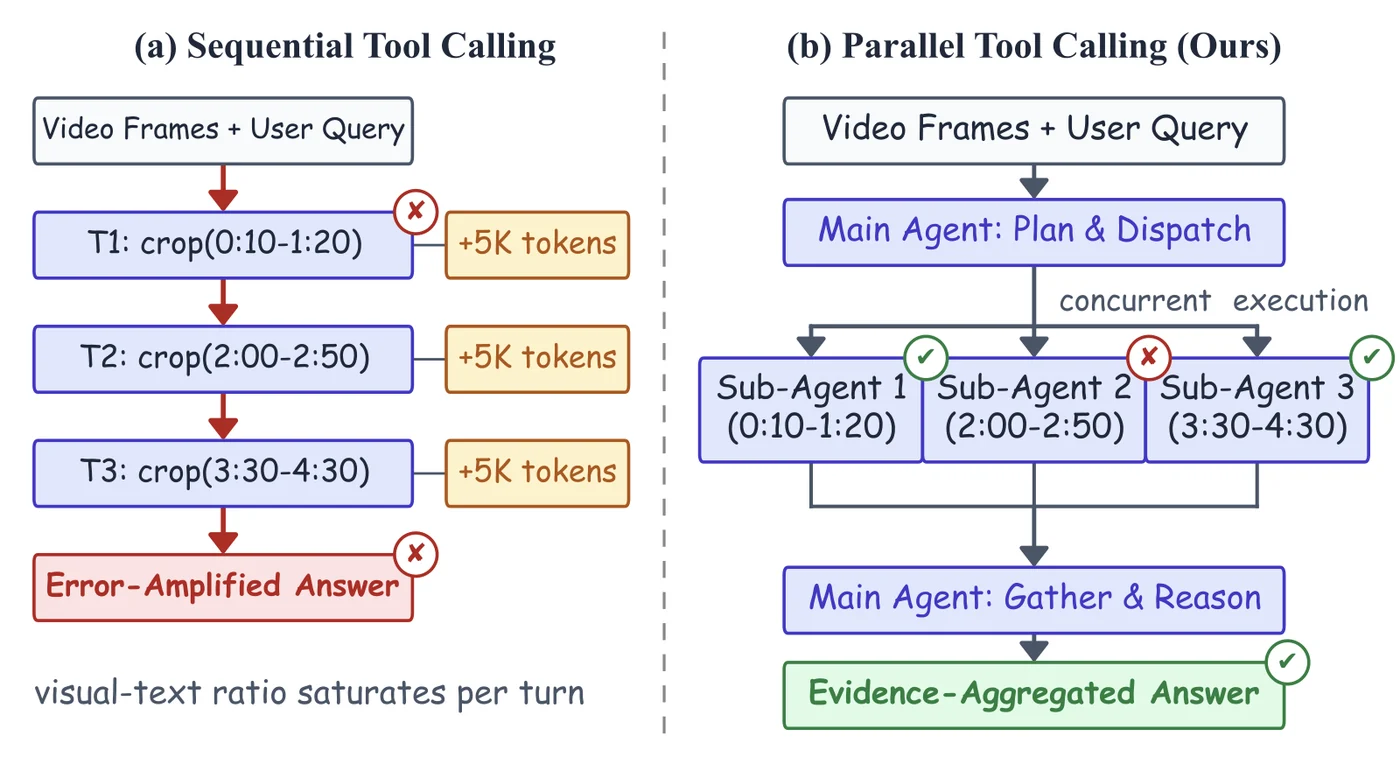 (a) Sequential Tool Calling
Video Frames + User Query
T1: crop(0:10-1:20)
✘
+5K tokens
T2: crop(2:00-2:50)
+5K tokens
T3: crop(3:30-4:30)
+5K tokens
Error-Amplified Answer
✘
visual-text ratio saturates per turn
(b) Parallel Tool Calling (Ours)
Video Frames + User Query
Main Agent: Plan & Dispatch
concurrent execution
Sub-Agent 1
(0:10-1:20)
✔
Sub-Agent 2
(2:00-2:50)
✘
Sub-Agent 3
(3:30-4:30)
✔
Main Agent: Gather & Reason
Evidence-Aggregated Answer
✔